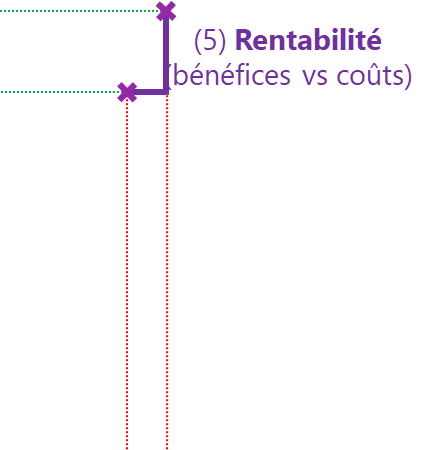 (5) Rentabilité
(bénéfices vs coûts)